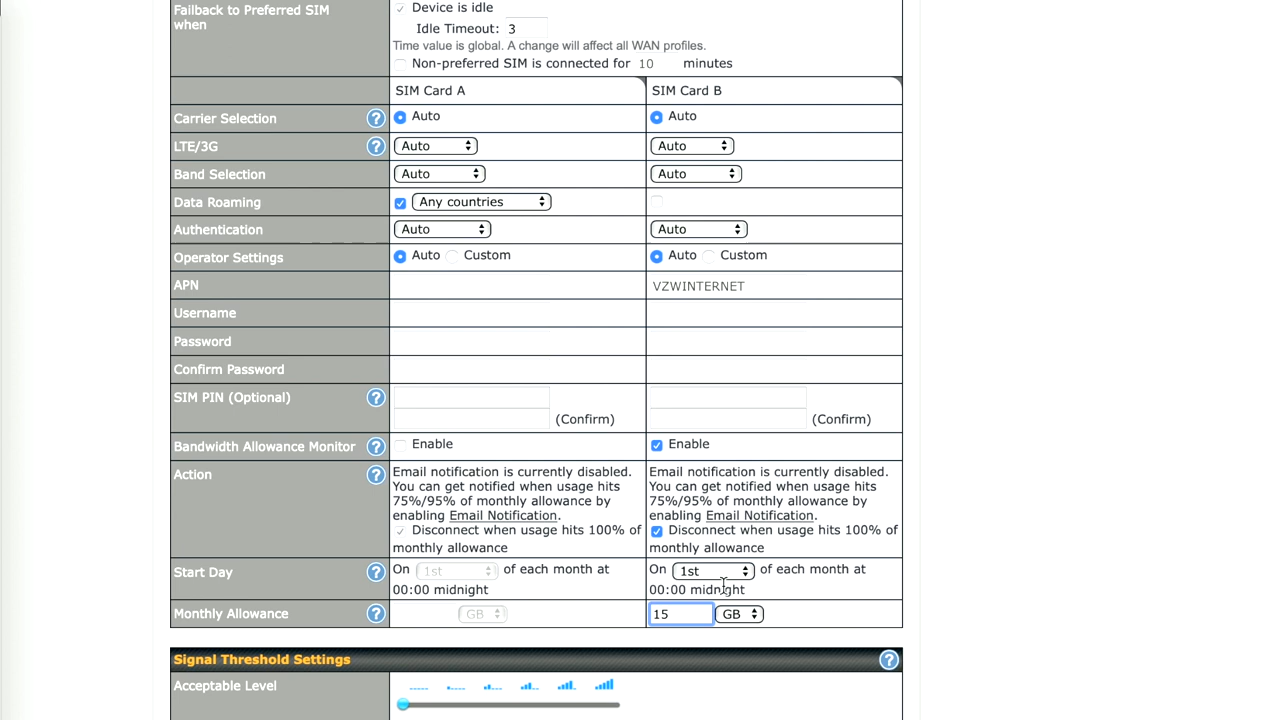 Failback to Preferred SIM when
Device is idle
Idle Timeout: 3
Time value is global. A change will affect all WAN profiles.
Non-preferred SIM is connected for 10 minutes
SIM Card A SIM Card B
Carrier Selection ? Auto Auto
LTE/3G ? Auto Auto
Band Selection Auto Auto
Data Roaming Any countries
Authentication Auto Auto
Operator Settings Auto Custom Auto Custom
APN VZWINTERNET
Username
Password
Confirm Password
SIM PIN (Optional) ?
(Confirm) (Confirm)
Bandwidth Allowance Monitor ? Enable Enable
Action ?
Email notification is currently disabled.
You can get notified when usage hits
75%/95% of monthly allowance by
enabling Email Notification.
Disconnect when usage hits 100% of
monthly allowance
Email notification is currently disabled.
You can get notified when usage hits
75%/95% of monthly allowance by
enabling Email Notification.
Disconnect when usage hits 100% of
monthly allowance
Start Day ?
On 1st of each month at
00:00 midnight
On 1st of each month at
00:00 midnight
Monthly Allowance ? GB 15 GB
Signal Threshold Settings ?
Acceptable Level